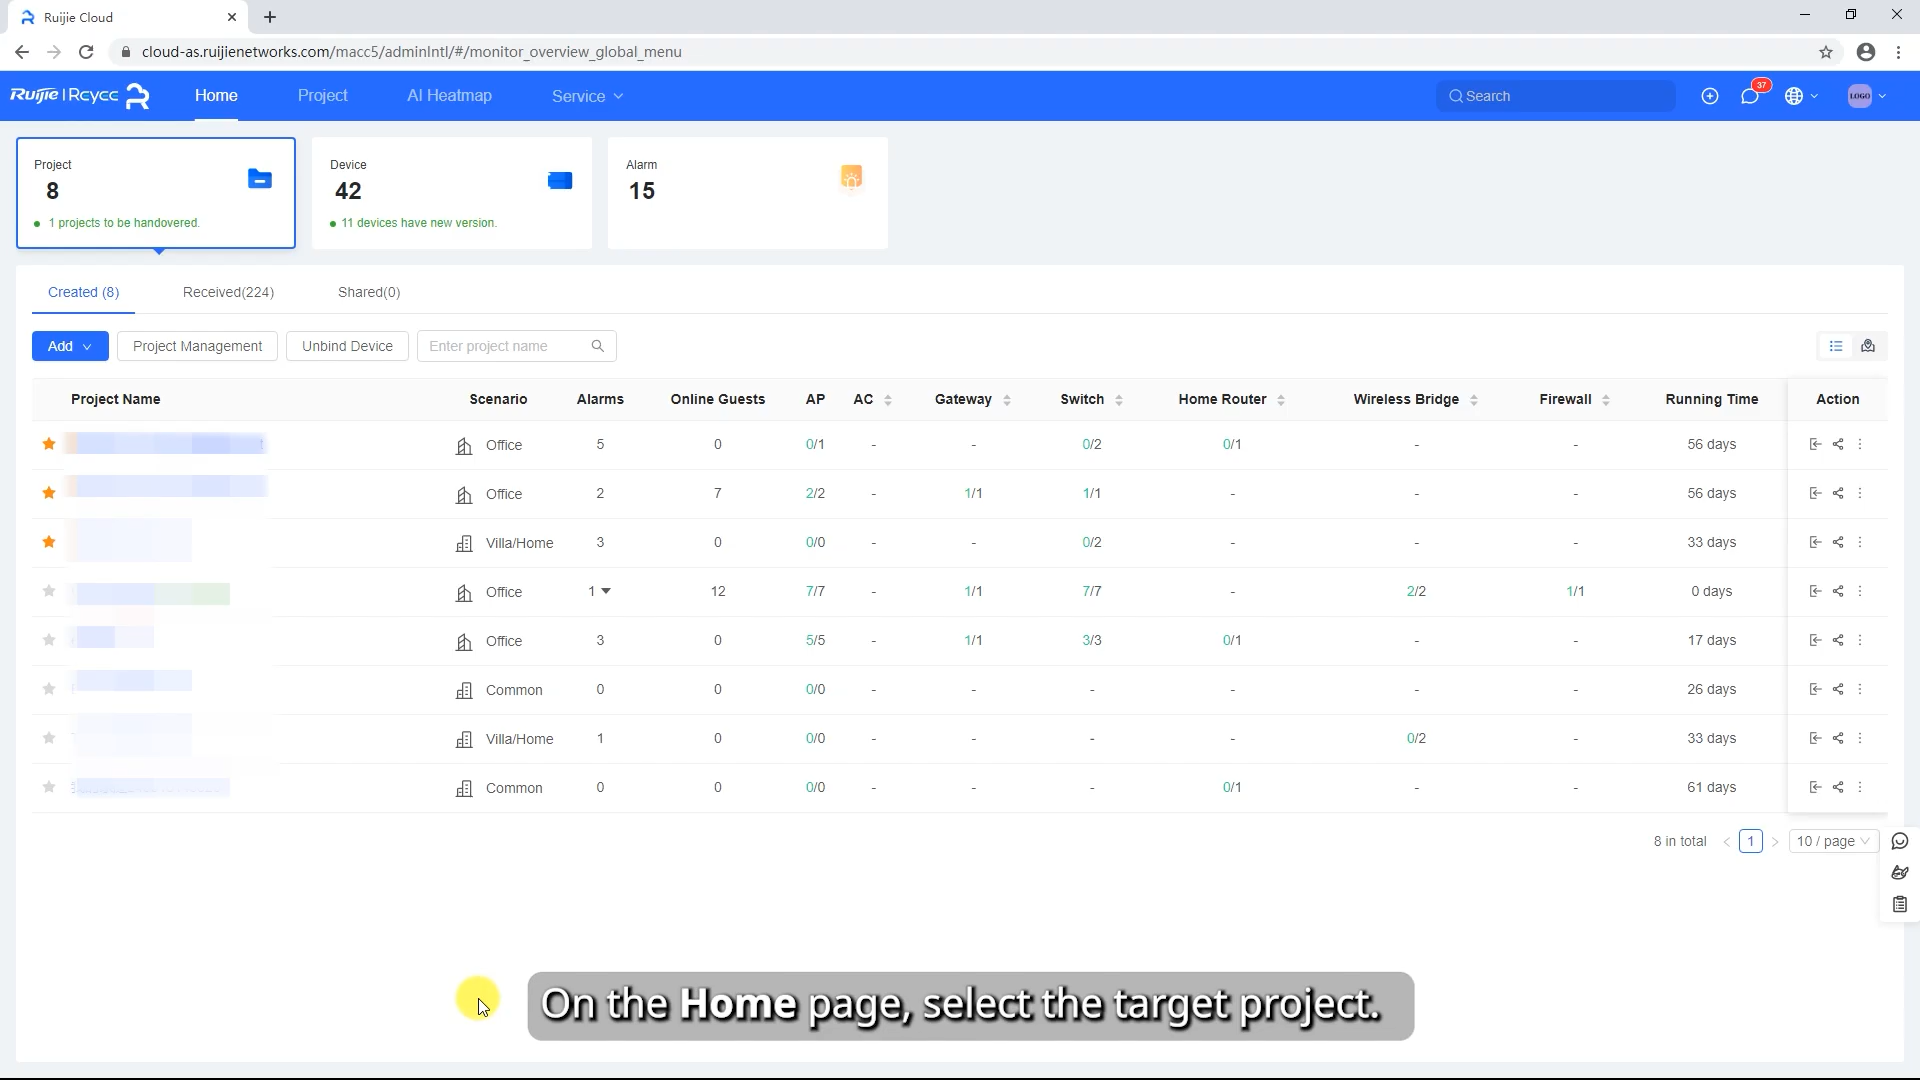 Ruijie Cloud
cloud-as.ruijienetworks.com/macc5/adminIntl/#/monitor_overview_global_menu
Ruijie | Rcycc Home Project AI Heatmap Service Search 37 LOGO
Project
8
1 projects to be handovered.
Device
42
11 devices have new version.
Alarm
15
Created (8) Received(224) Shared(0)
Add Project Management Unbind Device Enter project name
Project Name Scenario Alarms Online Guests AP AC Gateway Switch Home Router Wireless Bridge Firewall Running Time Action
Office 5 0 0/1 - - 0/2 0/1 - - 56 days
Office 2 7 2/2 - 1/1 1/1 - - - 56 days
Villa/Home 3 0 0/0 - - 0/2 - - - 33 days
Office 1 12 7/7 - 1/1 7/7 - 2/2 1/1 0 days
Office 3 0 5/5 - 1/1 3/3 0/1 - - 17 days
Common 0 0 0/0 - - - - - - 26 days
Villa/Home 1 0 0/0 - - - - 0/2 - 33 days
Common 0 0 0/0 - - - 0/1 - - 61 days
8 in total < 1 > 10 / page
On the Home page, select the target project.